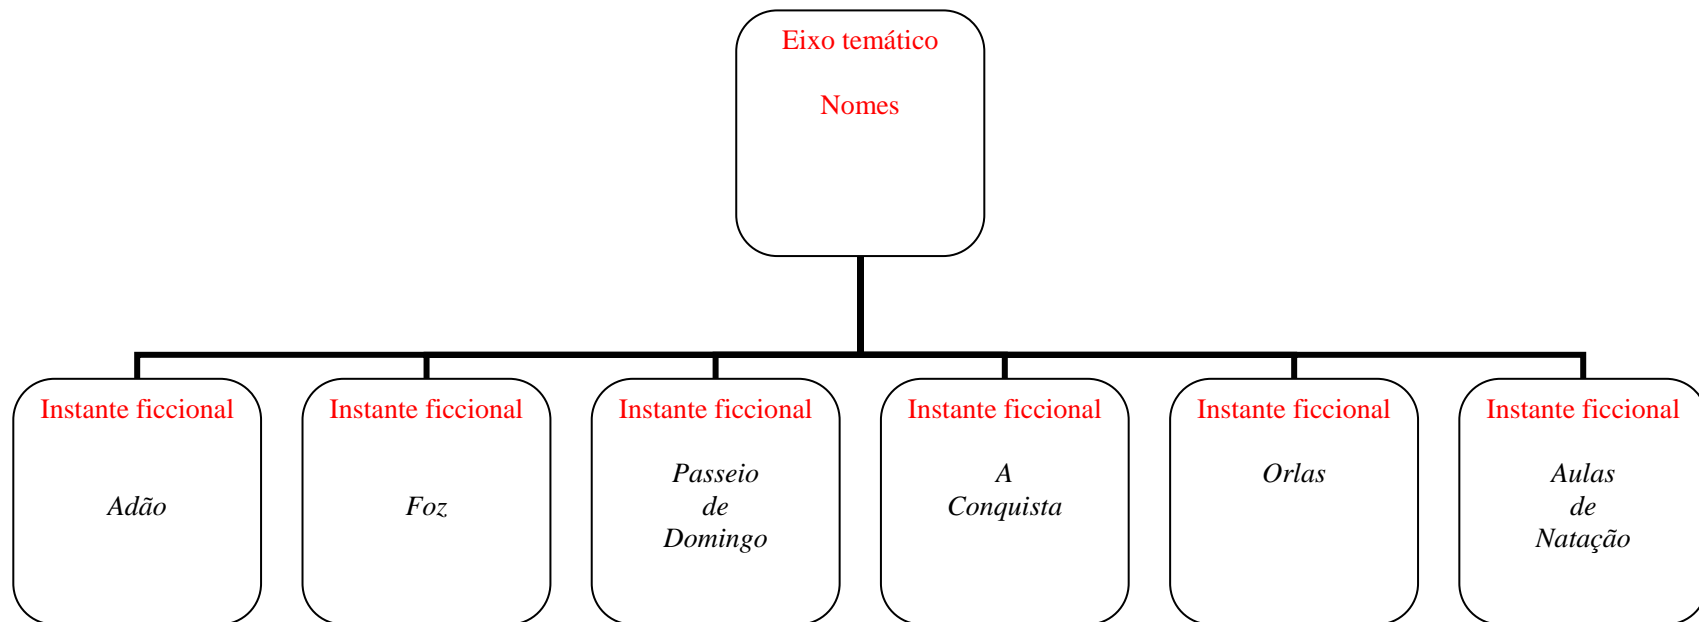 Eixo temático
Nomes
Instante ficcional
Adão
Instante ficcional
Foz
Instante ficcional
Passeio
de
Domingo
Instante ficcional
A
Conquista
Instante ficcional
Orlas
Instante ficcional
Aulas
de
Natação